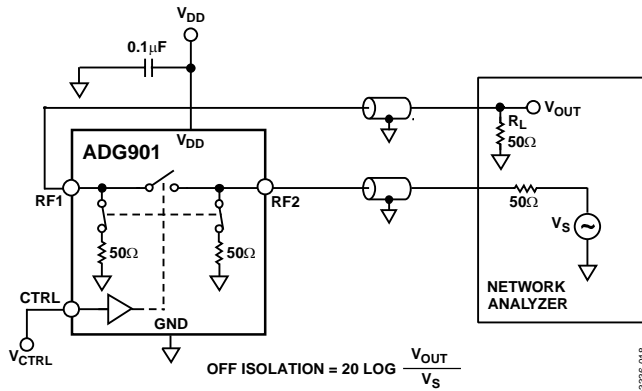 VDD
0.1µF
VDD
ADG901
RF1
RF2
50Ω
50Ω
CTRL
VCTRL
GND
VOUT
RL
50Ω
50Ω
VS
~
NETWORK
ANALYZER
OFF ISOLATION = 20 LOG VOUT
VS